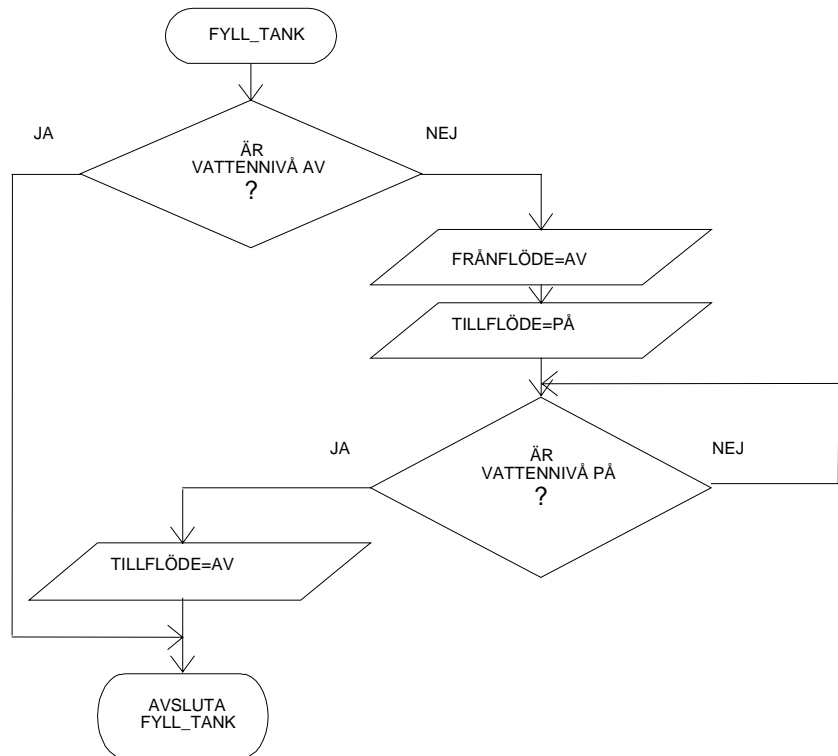 FYLL_TANK
JA
NEJ
ÄR
VATTENNIVÅ AV
?
FRÅNFLÖDE=AV
TILLFLÖDE=PÅ
JA
NEJ
ÄR
VATTENNIVÅ PÅ
?
TILLFLÖDE=AV
AVSLUTA
FYLL_TANK